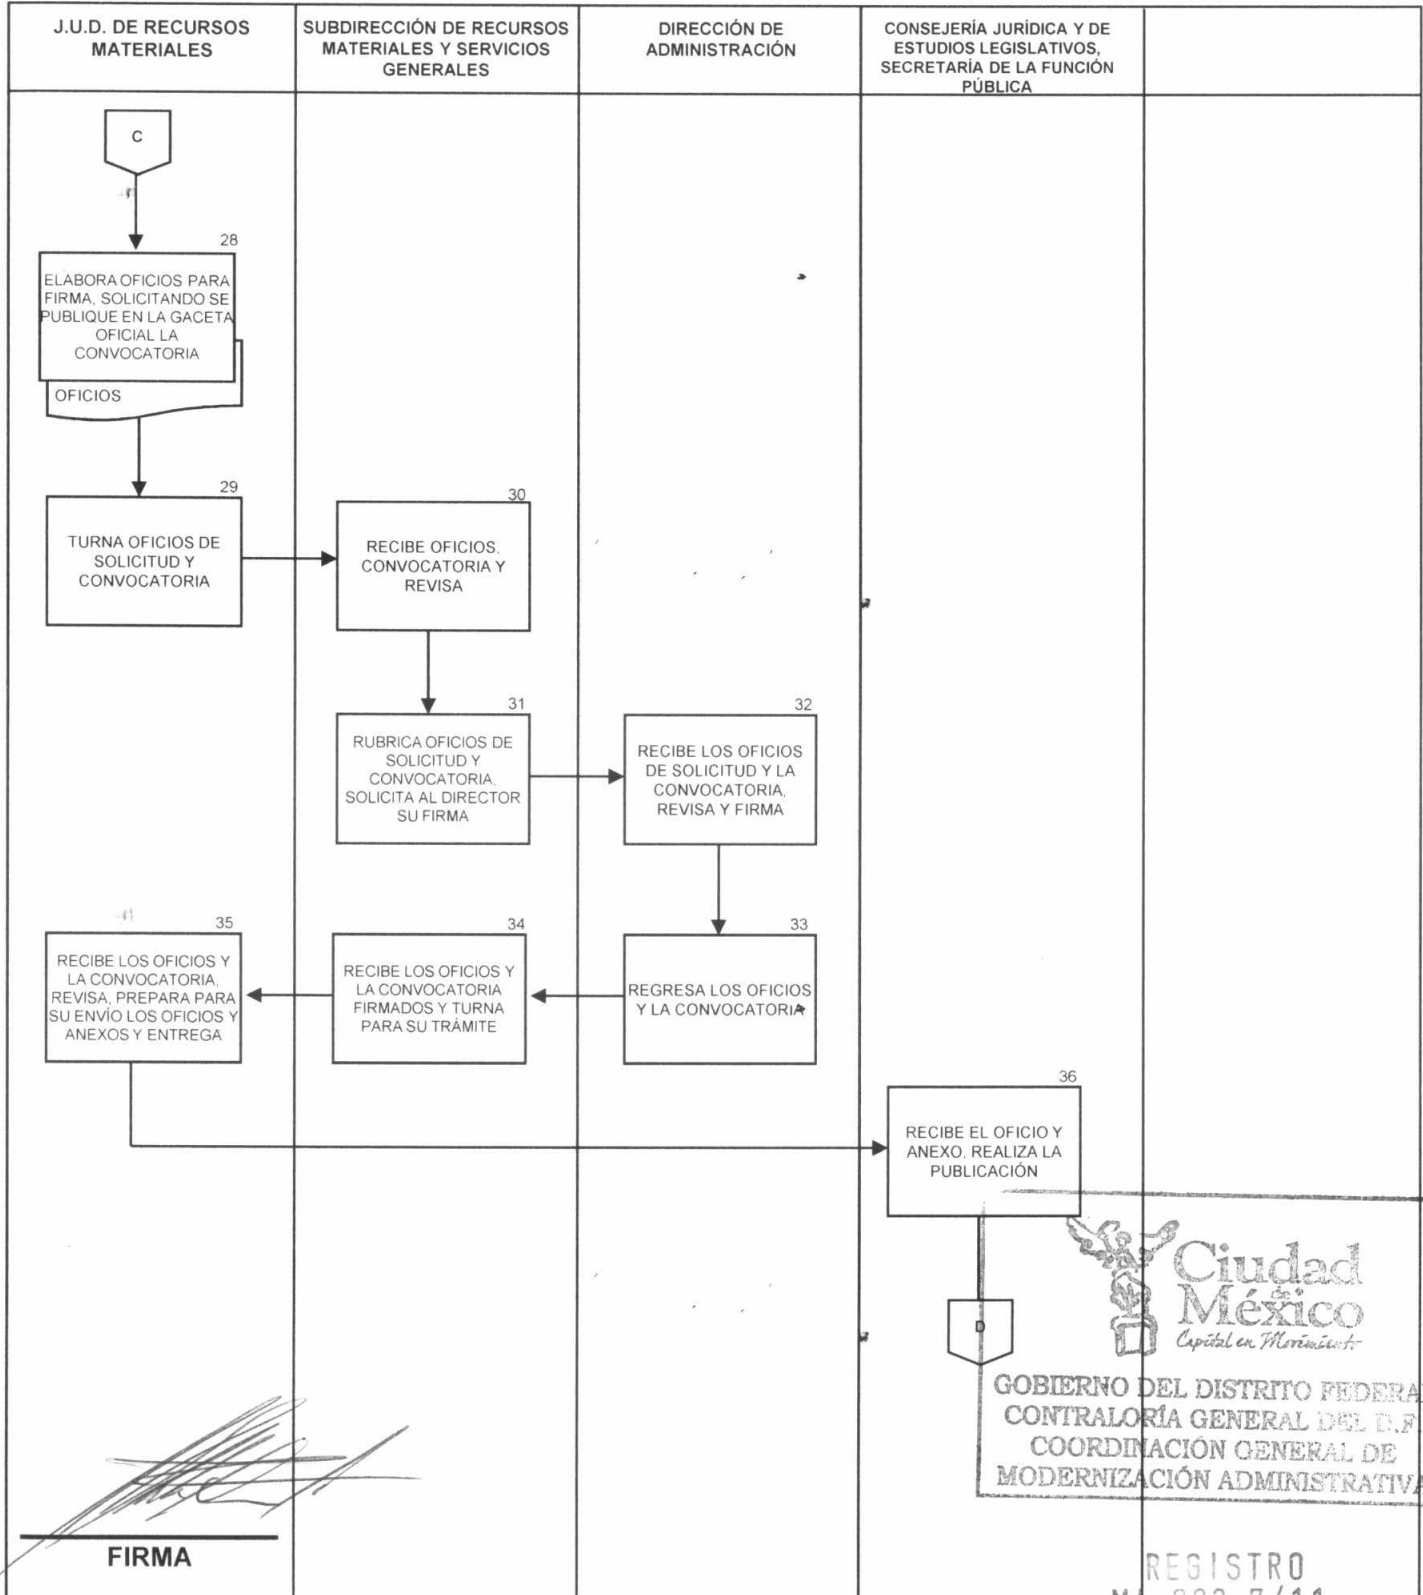 J.U.D. DE RECURSOS
MATERIALES
SUBDIRECCIÓN DE RECURSOS
MATERIALES Y SERVICIOS
GENERALES
DIRECCIÓN DE
ADMINISTRACIÓN
CONSEJERÍA JURÍDICA Y DE
ESTUDIOS LEGISLATIVOS,
SECRETARÍA DE LA FUNCIÓN
PÚBLICA
C
28
ELABORA OFICIOS PARA
FIRMA, SOLICITANDO SE
PUBLIQUE EN LA GACETA
OFICIAL LA
CONVOCATORIA
OFICIOS
29
TURNA OFICIOS DE
SOLICITUD Y
CONVOCATORIA
30
RECIBE OFICIOS,
CONVOCATORIA Y
REVISA
31
RUBRICA OFICIOS DE
SOLICITUD Y
CONVOCATORIA,
SOLICITA AL DIRECTOR
SU FIRMA
32
RECIBE LOS OFICIOS
DE SOLICITUD Y LA
CONVOCATORIA,
REVISA Y FIRMA
33
REGRESA LOS OFICIOS
Y LA CONVOCATORIA
34
RECIBE LOS OFICIOS Y
LA CONVOCATORIA
FIRMADOS Y TURNA
PARA SU TRÁMITE
35
RECIBE LOS OFICIOS Y
LA CONVOCATORIA,
REVISA, PREPARA PARA
SU ENVÍO LOS OFICIOS Y
ANEXOS Y ENTREGA
36
RECIBE EL OFICIO Y
ANEXO, REALIZA LA
PUBLICACIÓN
D
Ciudad
de
México
Capital en Movimiento
GOBIERNO DEL DISTRITO FEDERA
CONTRALORÍA GENERAL DEL D.F.
COORDINACIÓN GENERAL DE
MODERNIZACIÓN ADMINISTRATIVA
FIRMA
REGISTRO